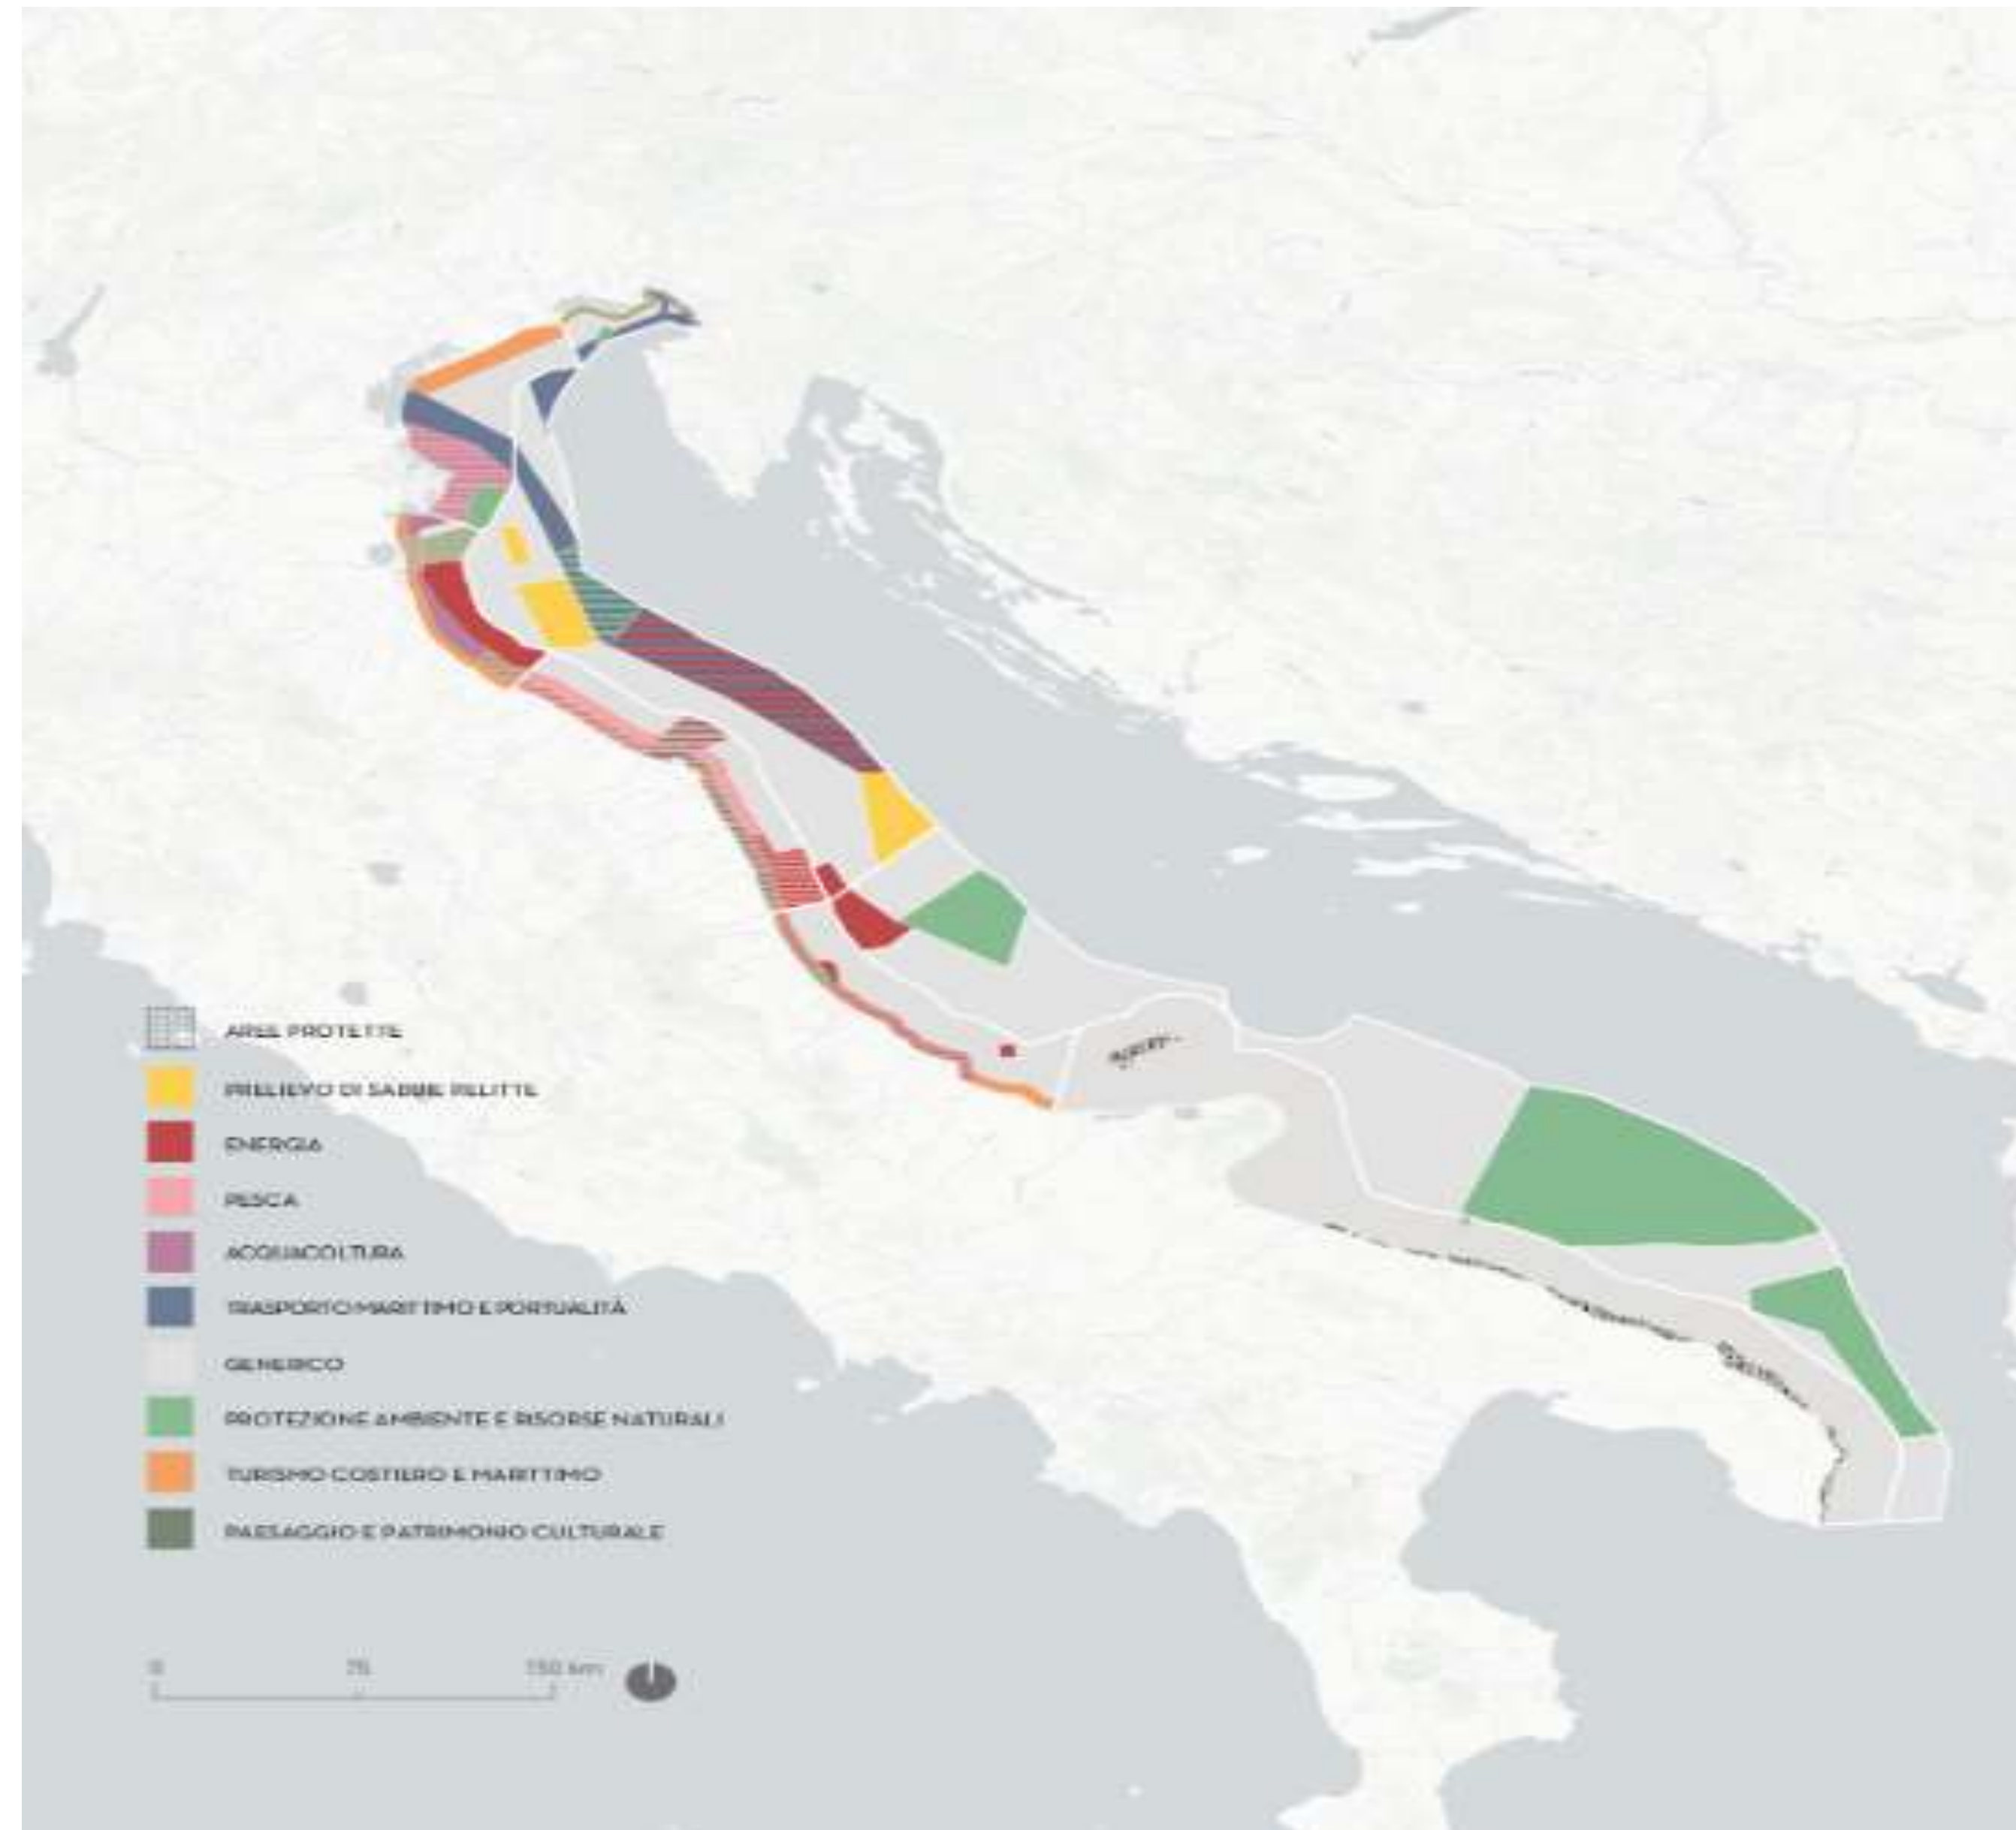 AREE PROTETTE
PRELIEVO DI SABBIE RELITTE
ENERGIA
PESCA
ACQUACOLTURA
TRASPORTO MARITTIMO E PORTUALITÀ
GENERICO
PROTEZIONE AMBIENTE E RISORSE NATURALI
TURISMO COSTIERO E MARITTIMO
PAESAGGIO E PATRIMONIO CULTURALE
0 75 150 km